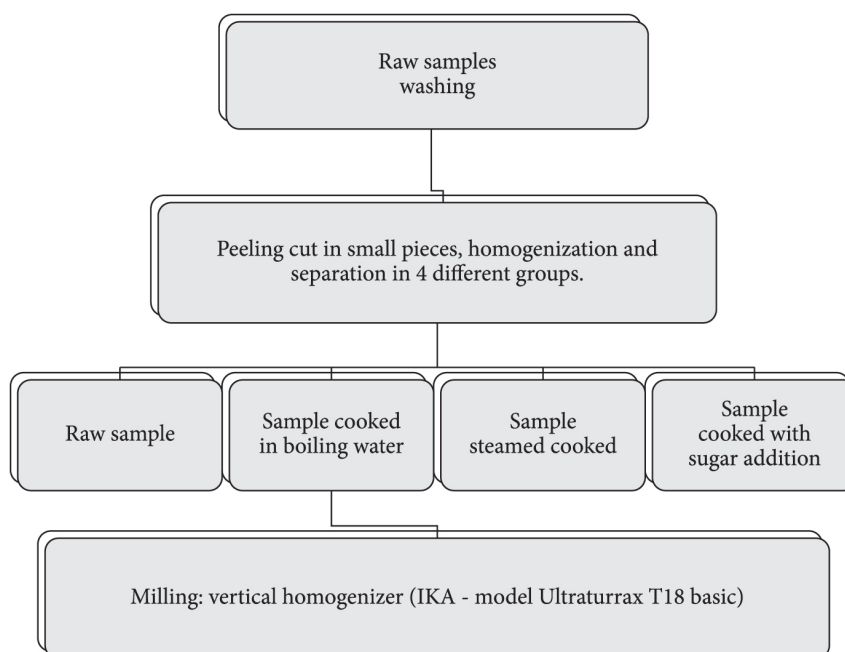 Raw samples
washing
Peeling cut in small pieces, homogenization and
separation in 4 different groups.
Raw sample
Sample cooked
in boiling water
Sample
steamed cooked
Sample
cooked with
sugar addition
Milling: vertical homogenizer (IKA - model Ultraturrax T18 basic)